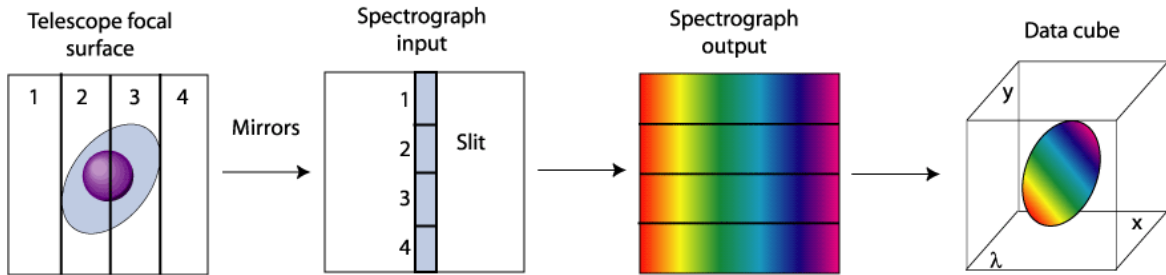 Telescope focal
surface
1 2 3 4
Mirrors
Spectrograph
input
1
2
3
4
Slit
Spectrograph
output
Data cube
y
x
λ